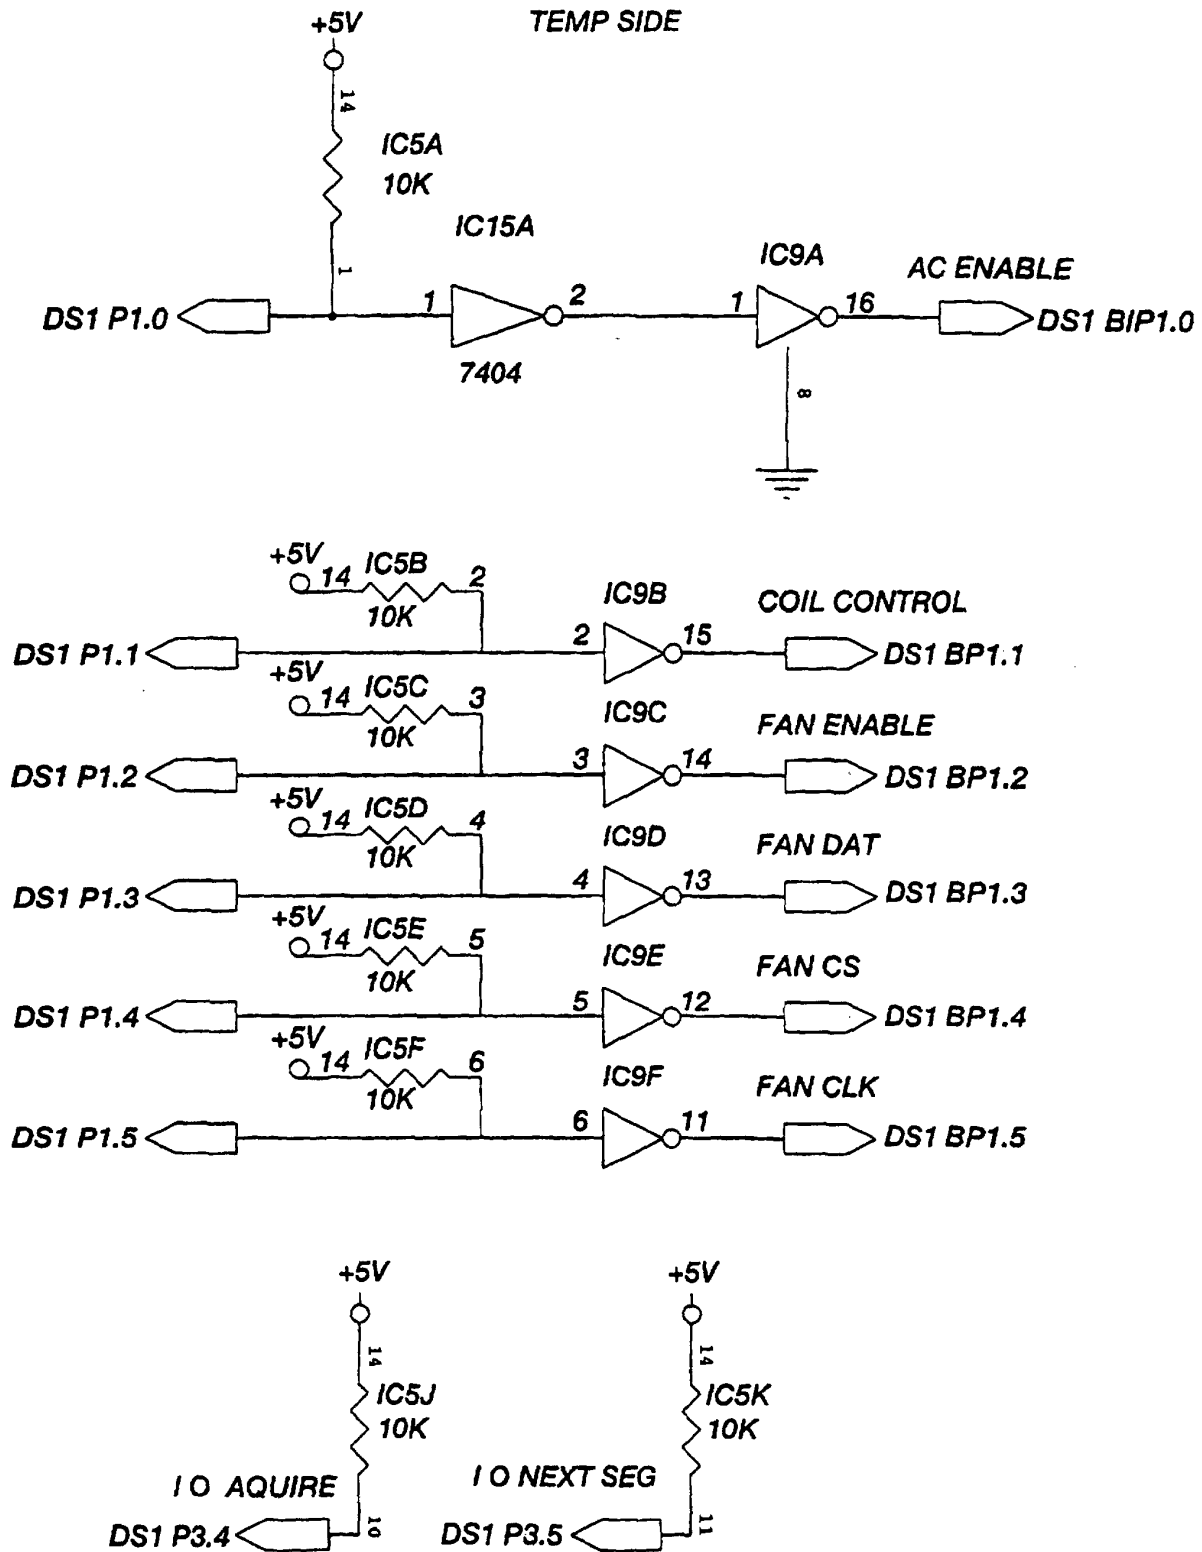 +5V
TEMP SIDE
14
IC5A
10K
IC15A
1
IC9A
AC ENABLE
DS1 P1.0
1
2
1
16
DS1 BIP1.0
7404
8
+5V
14
IC5B
2
10K
IC9B
COIL CONTROL
DS1 P1.1
2
15
DS1 BP1.1
+5V
14
IC5C
3
10K
IC9C
FAN ENABLE
DS1 P1.2
3
14
DS1 BP1.2
+5V
14
IC5D
4
10K
IC9D
FAN DAT
DS1 P1.3
4
13
DS1 BP1.3
+5V
14
IC5E
5
10K
IC9E
FAN CS
DS1 P1.4
5
12
DS1 BP1.4
+5V
14
IC5F
6
10K
IC9F
FAN CLK
DS1 P1.5
6
11
DS1 BP1.5
+5V
14
IC5J
10K
I O AQUIRE
DS1 P3.4
10
+5V
14
IC5K
10K
I O NEXT SEG
DS1 P3.5
11